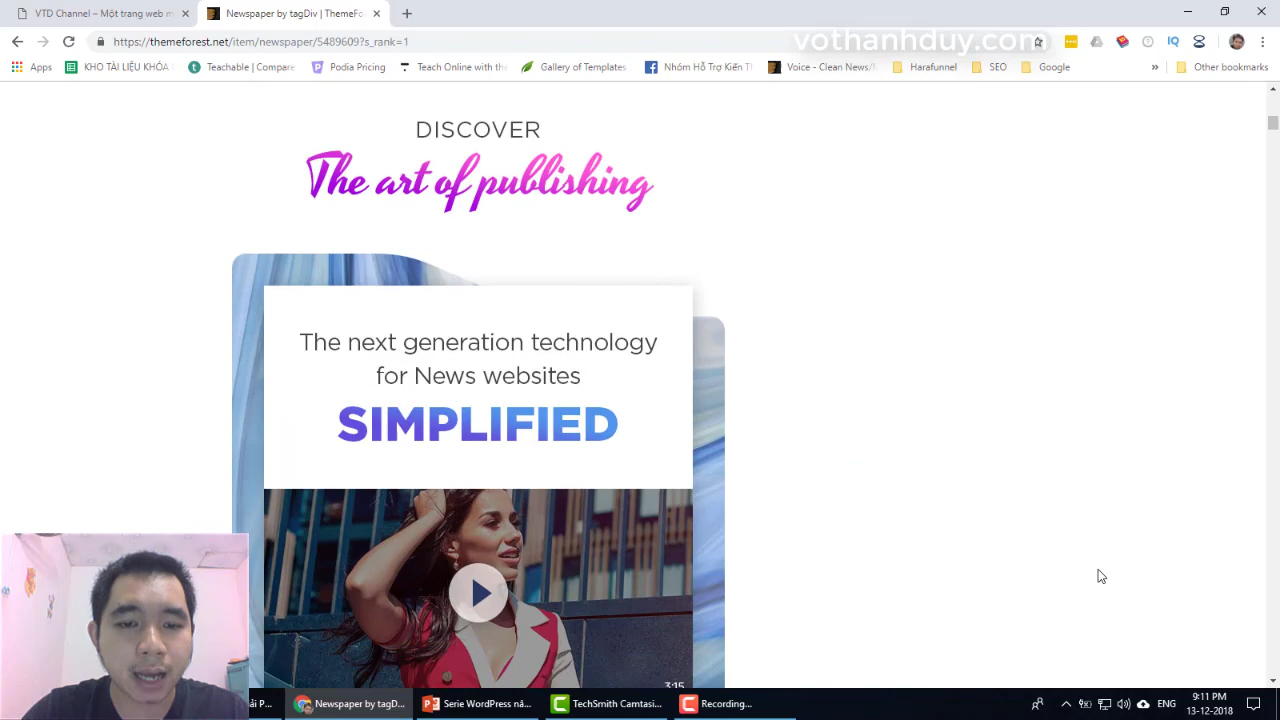 VTD Channel – Một trang web m
Newspaper by tagDiv | ThemeFo
vothanhduy.com
https://themeforest.net/item/newspaper/5489609?s_rank=1
Apps
KHO TÀI LIỆU KHÓA
Teachable | Compare
Podia Pricing
Teach Online with the
Gallery of Templates
Nhóm Hỗ Trợ Kiến T
Voice - Clean News/M
Harafunnel
SEO
Google
Other bookmarks
DISCOVER
The art of publishing
The next generation technology
for News websites
SIMPLIFIED
3:15
ải P...
Newspaper by tagD...
Serie WordPress nâ...
TechSmith Camtasi...
Recording...
ENG
9:11 PM
13-12-2018